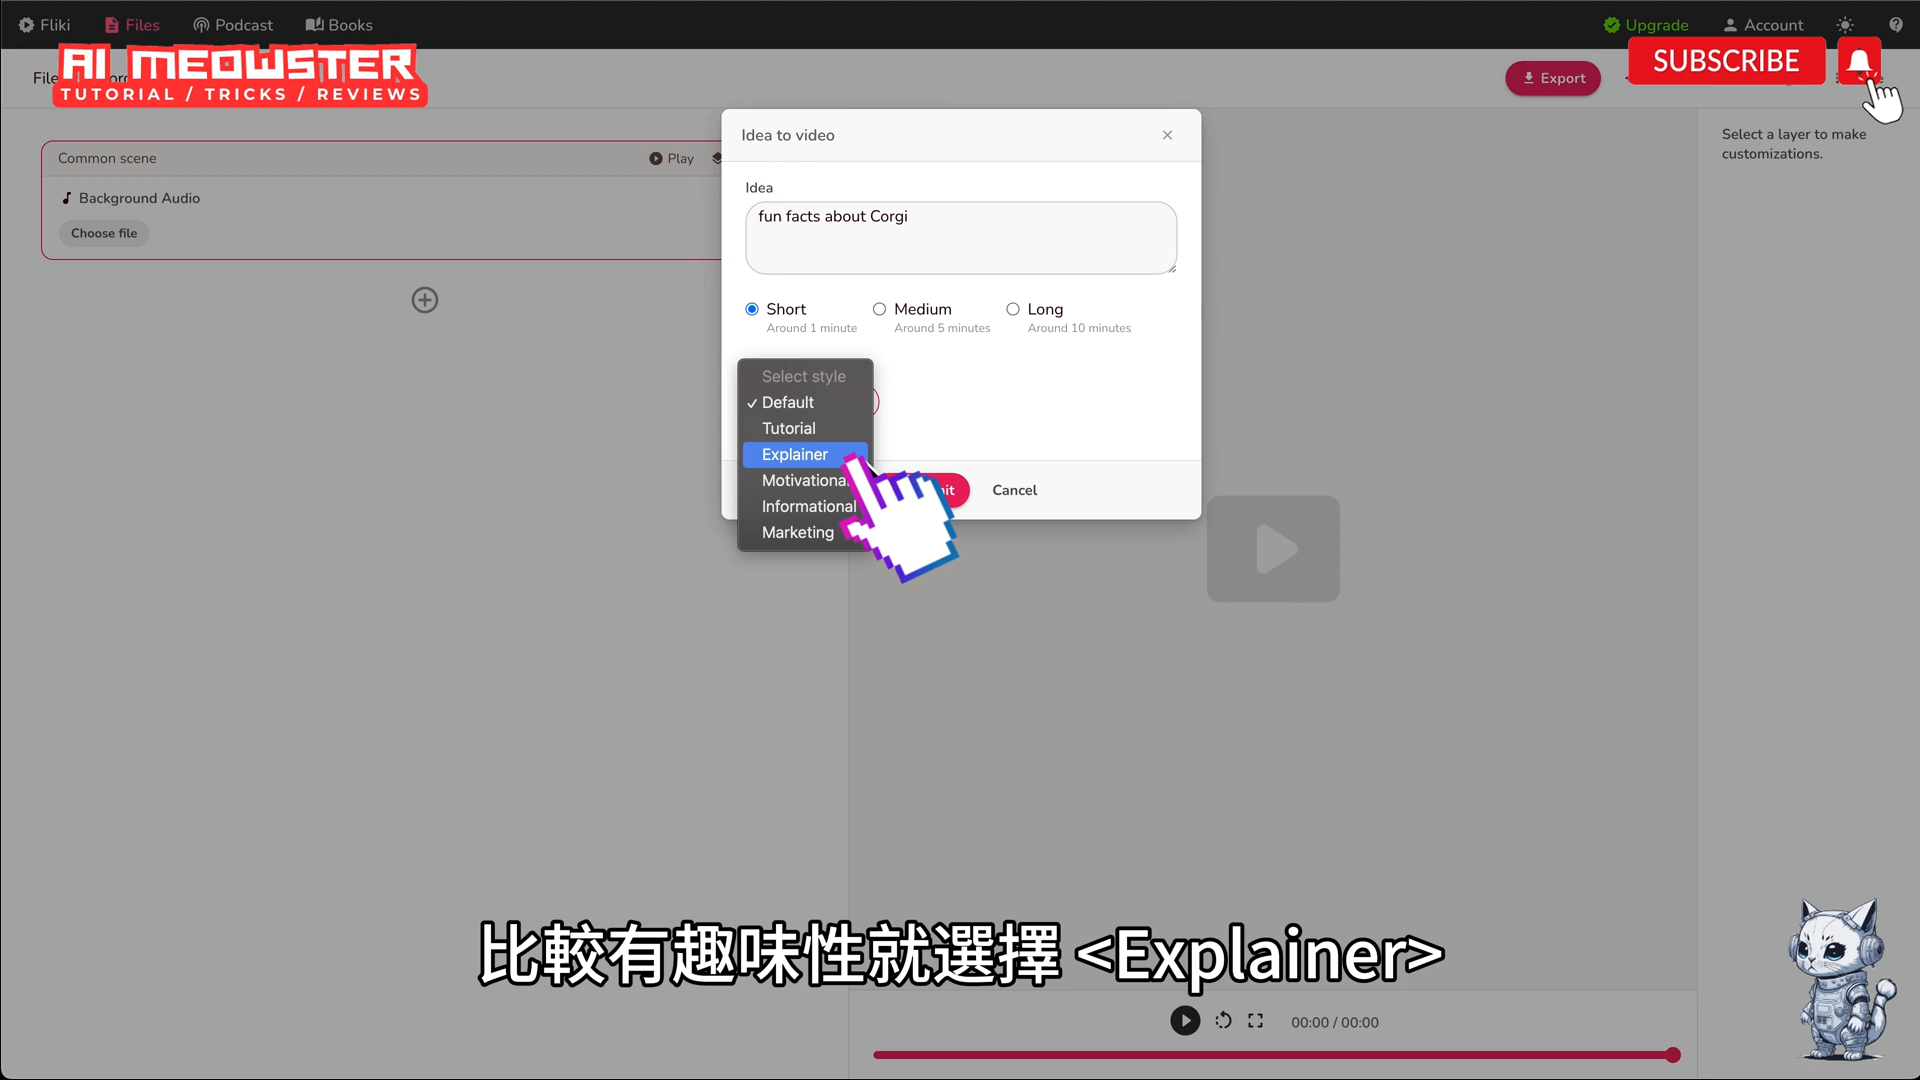 Fliki
Files
Podcast
Books
Upgrade
Account
AI MEOWSTER
TUTORIAL / TRICKS / REVIEWS
File
Export
SUBSCRIBE
Common scene
Play
Background Audio
Choose file
Idea to video
Idea
fun facts about Corgi
Short
Around 1 minute
Medium
Around 5 minutes
Long
Around 10 minutes
Select style
Default
Tutorial
Explainer
Motivational
Informational
Marketing
Cancel
Select a layer to make
customizations.
比較有趣味性就選擇 <Explainer>
00:00 / 00:00